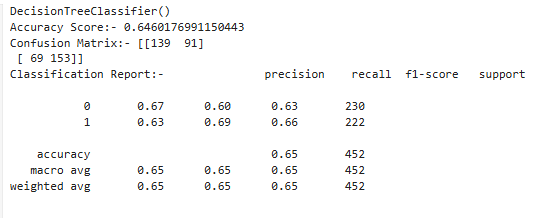 DecisionTreeClassifier()
Accuracy Score:- 0.6460176991150443
Confusion Matrix:- [[139  91]
 [ 69 153]]
Classification Report:-               precision    recall  f1-score   support

           0       0.67      0.60      0.63       230
           1       0.63      0.69      0.66       222

    accuracy                           0.65       452
   macro avg       0.65      0.65      0.65       452
weighted avg       0.65      0.65      0.65       452